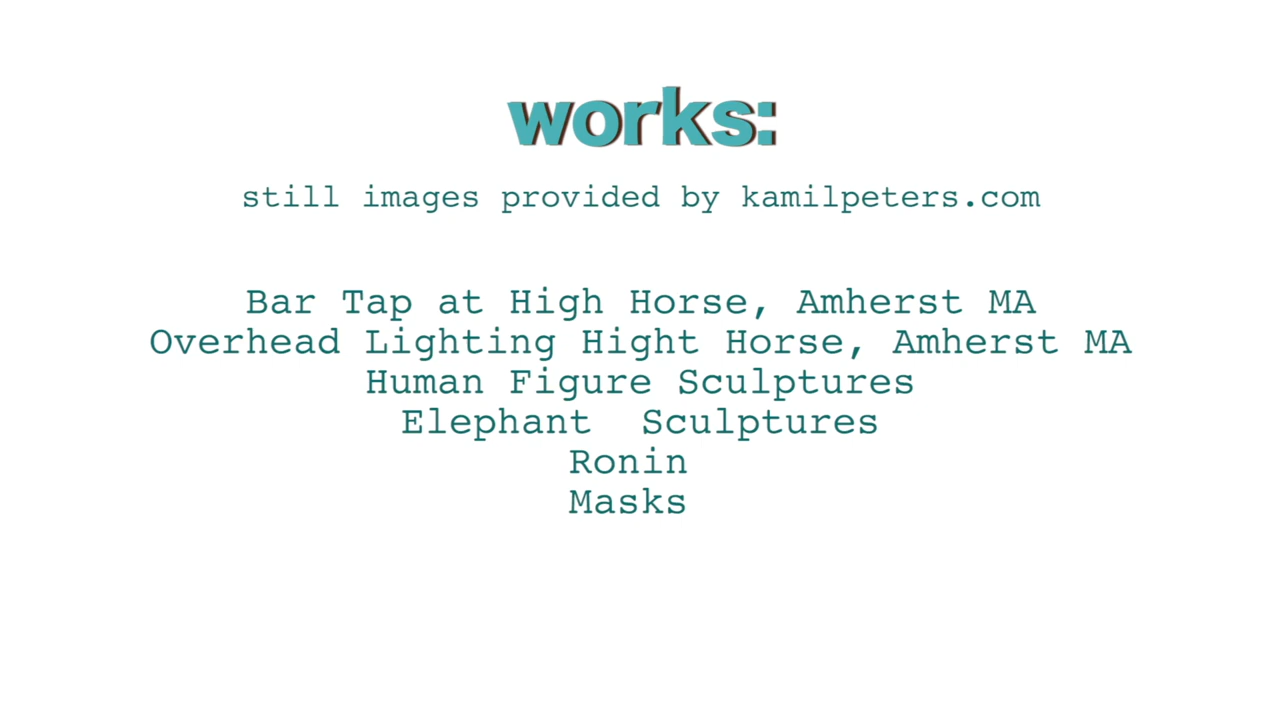 works:
still images provided by kamilpeters.com
Bar Tap at High Horse, Amherst MA
Overhead Lighting Hight Horse, Amherst MA
Human Figure Sculptures
Elephant  Sculptures
Ronin
Masks